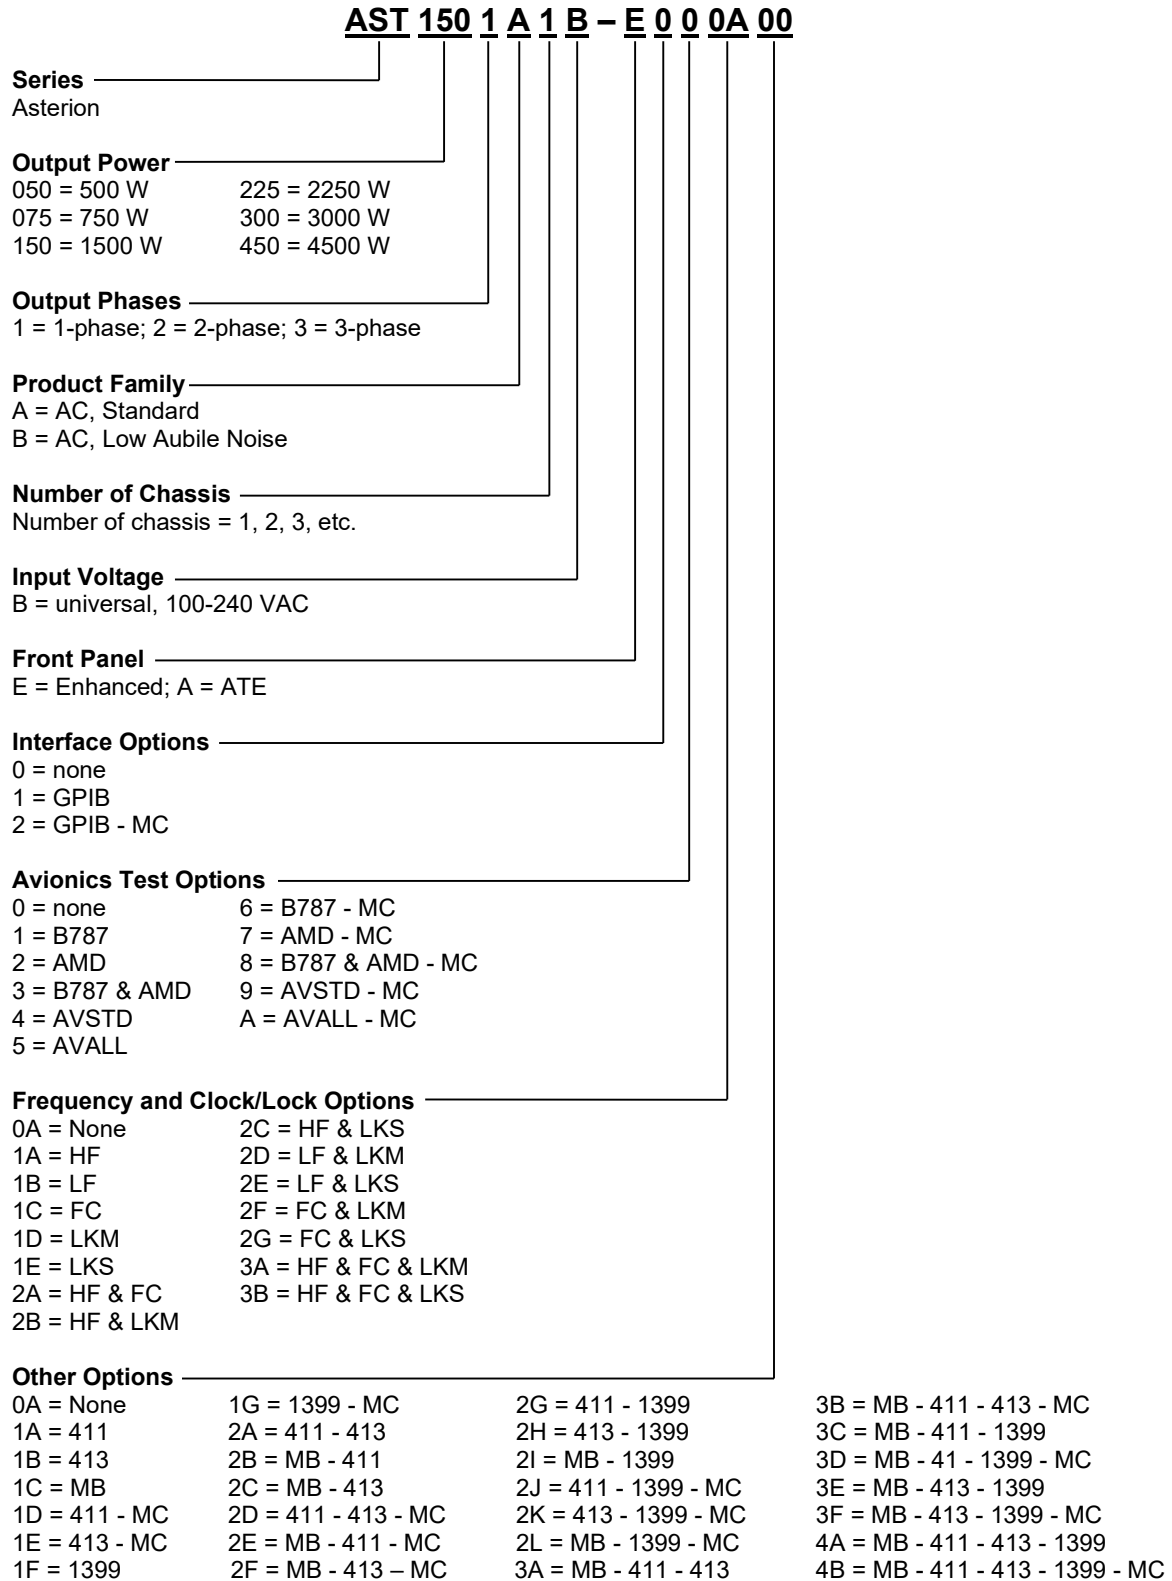 AST 150 1 A 1 B – E 0 0 0A 00
Series
Asterion
Output Power
050 = 500 W 225 = 2250 W
075 = 750 W 300 = 3000 W
150 = 1500 W 450 = 4500 W
Output Phases
1 = 1-phase; 2 = 2-phase; 3 = 3-phase
Product Family
A = AC, Standard
B = AC, Low Aubile Noise
Number of Chassis
Number of chassis = 1, 2, 3, etc.
Input Voltage
B = universal, 100-240 VAC
Front Panel
E = Enhanced; A = ATE
Interface Options
0 = none
1 = GPIB
2 = GPIB - MC
Avionics Test Options
0 = none 6 = B787 - MC
1 = B787 7 = AMD - MC
2 = AMD 8 = B787 & AMD - MC
3 = B787 & AMD 9 = AVSTD - MC
4 = AVSTD A = AVALL - MC
5 = AVALL
Frequency and Clock/Lock Options
0A = None 2C = HF & LKS
1A = HF 2D = LF & LKM
1B = LF 2E = LF & LKS
1C = FC 2F = FC & LKM
1D = LKM 2G = FC & LKS
1E = LKS 3A = HF & FC & LKM
2A = HF & FC 3B = HF & FC & LKS
2B = HF & LKM
Other Options
0A = None 1G = 1399 - MC 2G = 411 - 1399 3B = MB - 411 - 413 - MC
1A = 411 2A = 411 - 413 2H = 413 - 1399 3C = MB - 411 - 1399
1B = 413 2B = MB - 411 2I = MB - 1399 3D = MB - 41 - 1399 - MC
1C = MB 2C = MB - 413 2J = 411 - 1399 - MC 3E = MB - 413 - 1399
1D = 411 - MC 2D = 411 - 413 - MC 2K = 413 - 1399 - MC 3F = MB - 413 - 1399 - MC
1E = 413 - MC 2E = MB - 411 - MC 2L = MB - 1399 - MC 4A = MB - 411 - 413 - 1399
1F = 1399 2F = MB - 413 – MC 3A = MB - 411 - 413 4B = MB - 411 - 413 - 1399 - MC